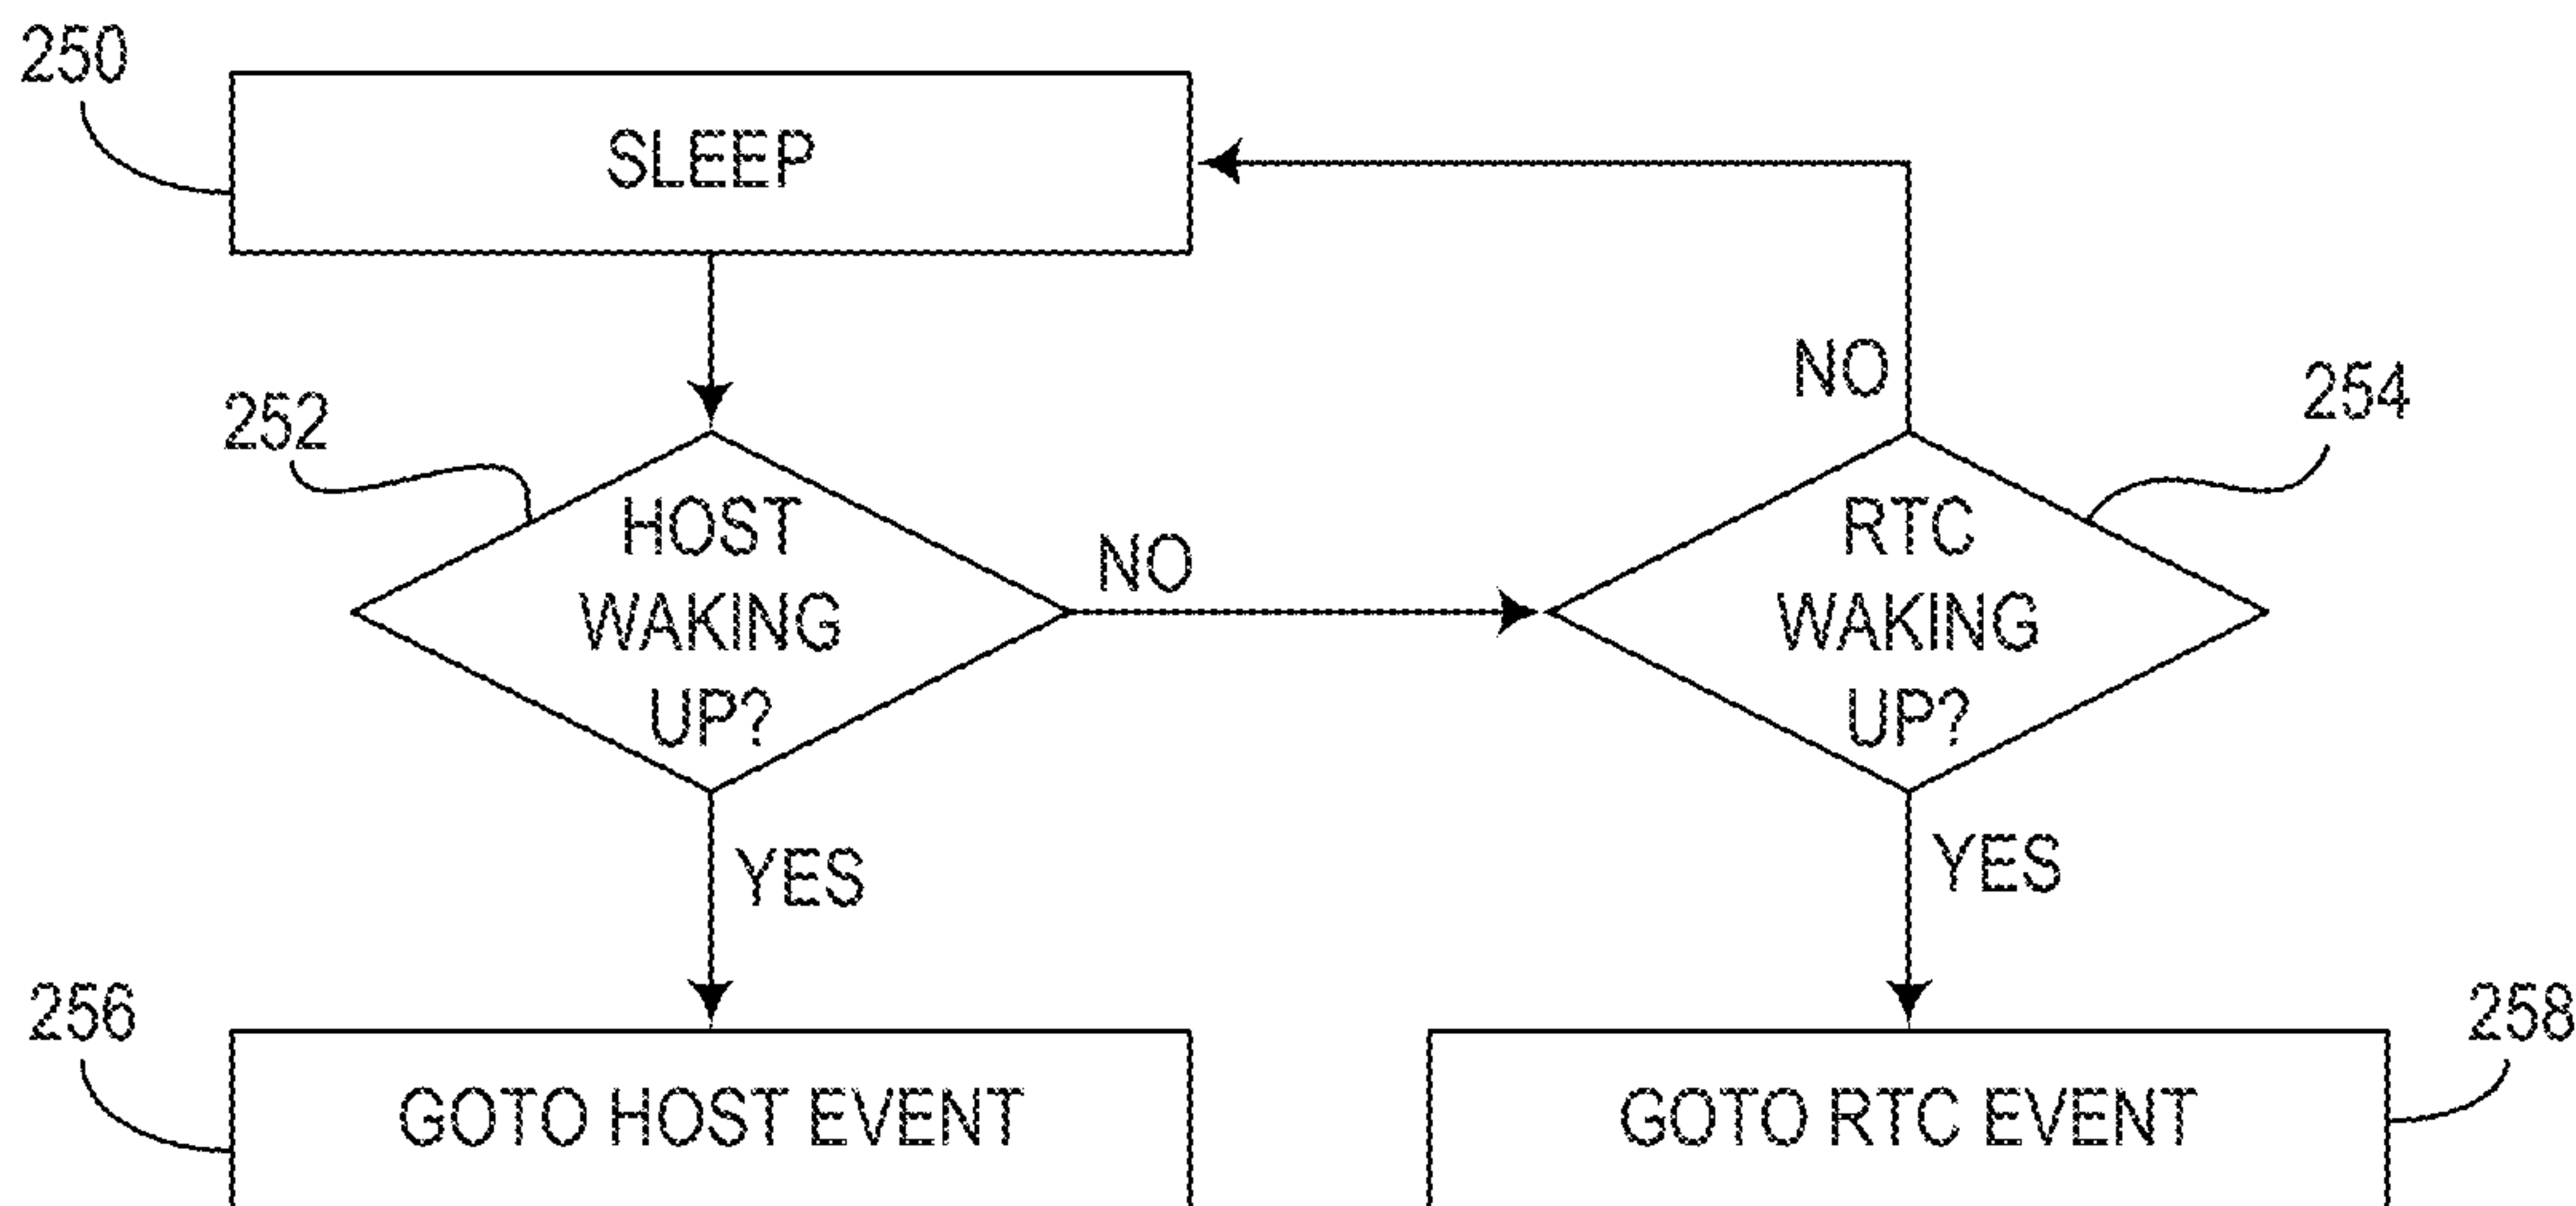 250
SLEEP
NO
254
252
HOST
WAKING
UP?
NO
RTC
WAKING
UP?
YES
YES
256
GOTO HOST EVENT
GOTO RTC EVENT
258